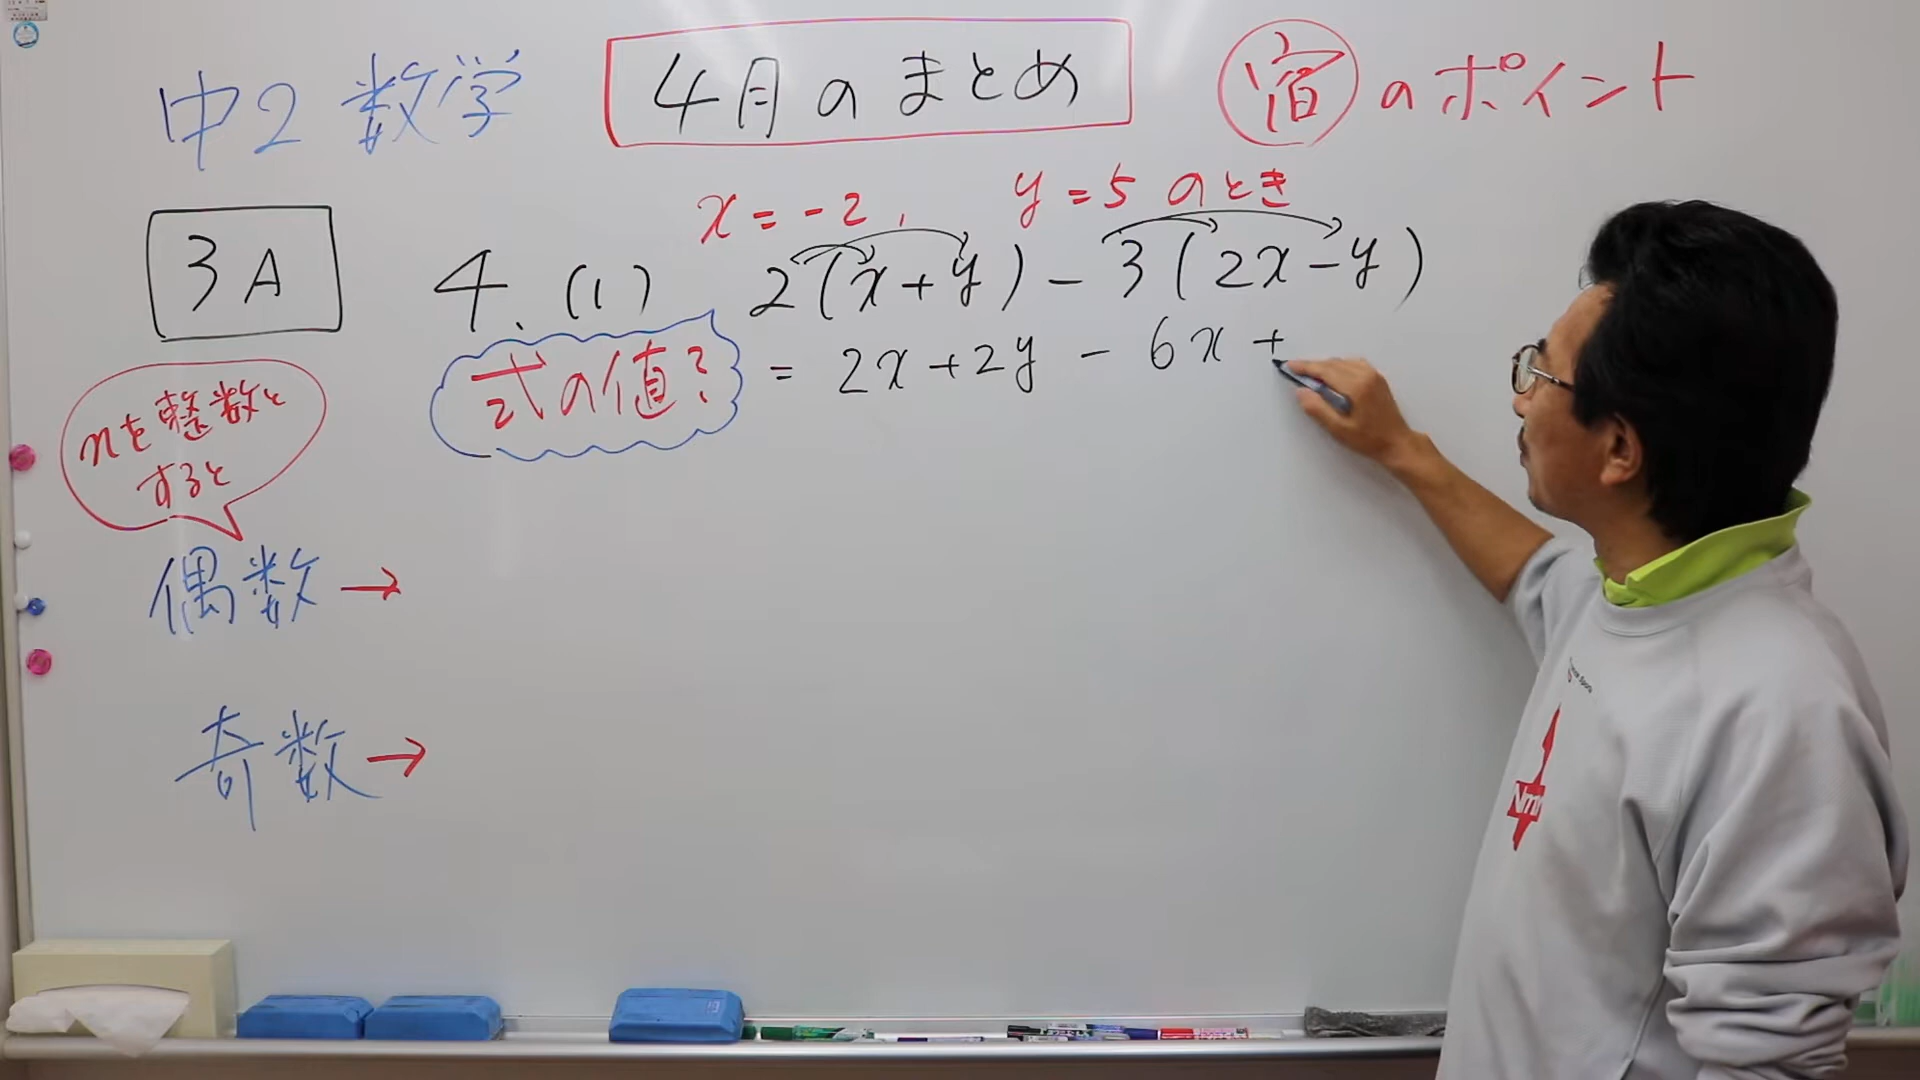 中2 数学
4月のまとめ
宿のポイント
x = -2, y = 5 のとき
3A
4. (1) 2(x+y) - 3(2x-y)
式の値?
= 2x + 2y - 6x +
nを整数と
すると
偶数→
奇数→